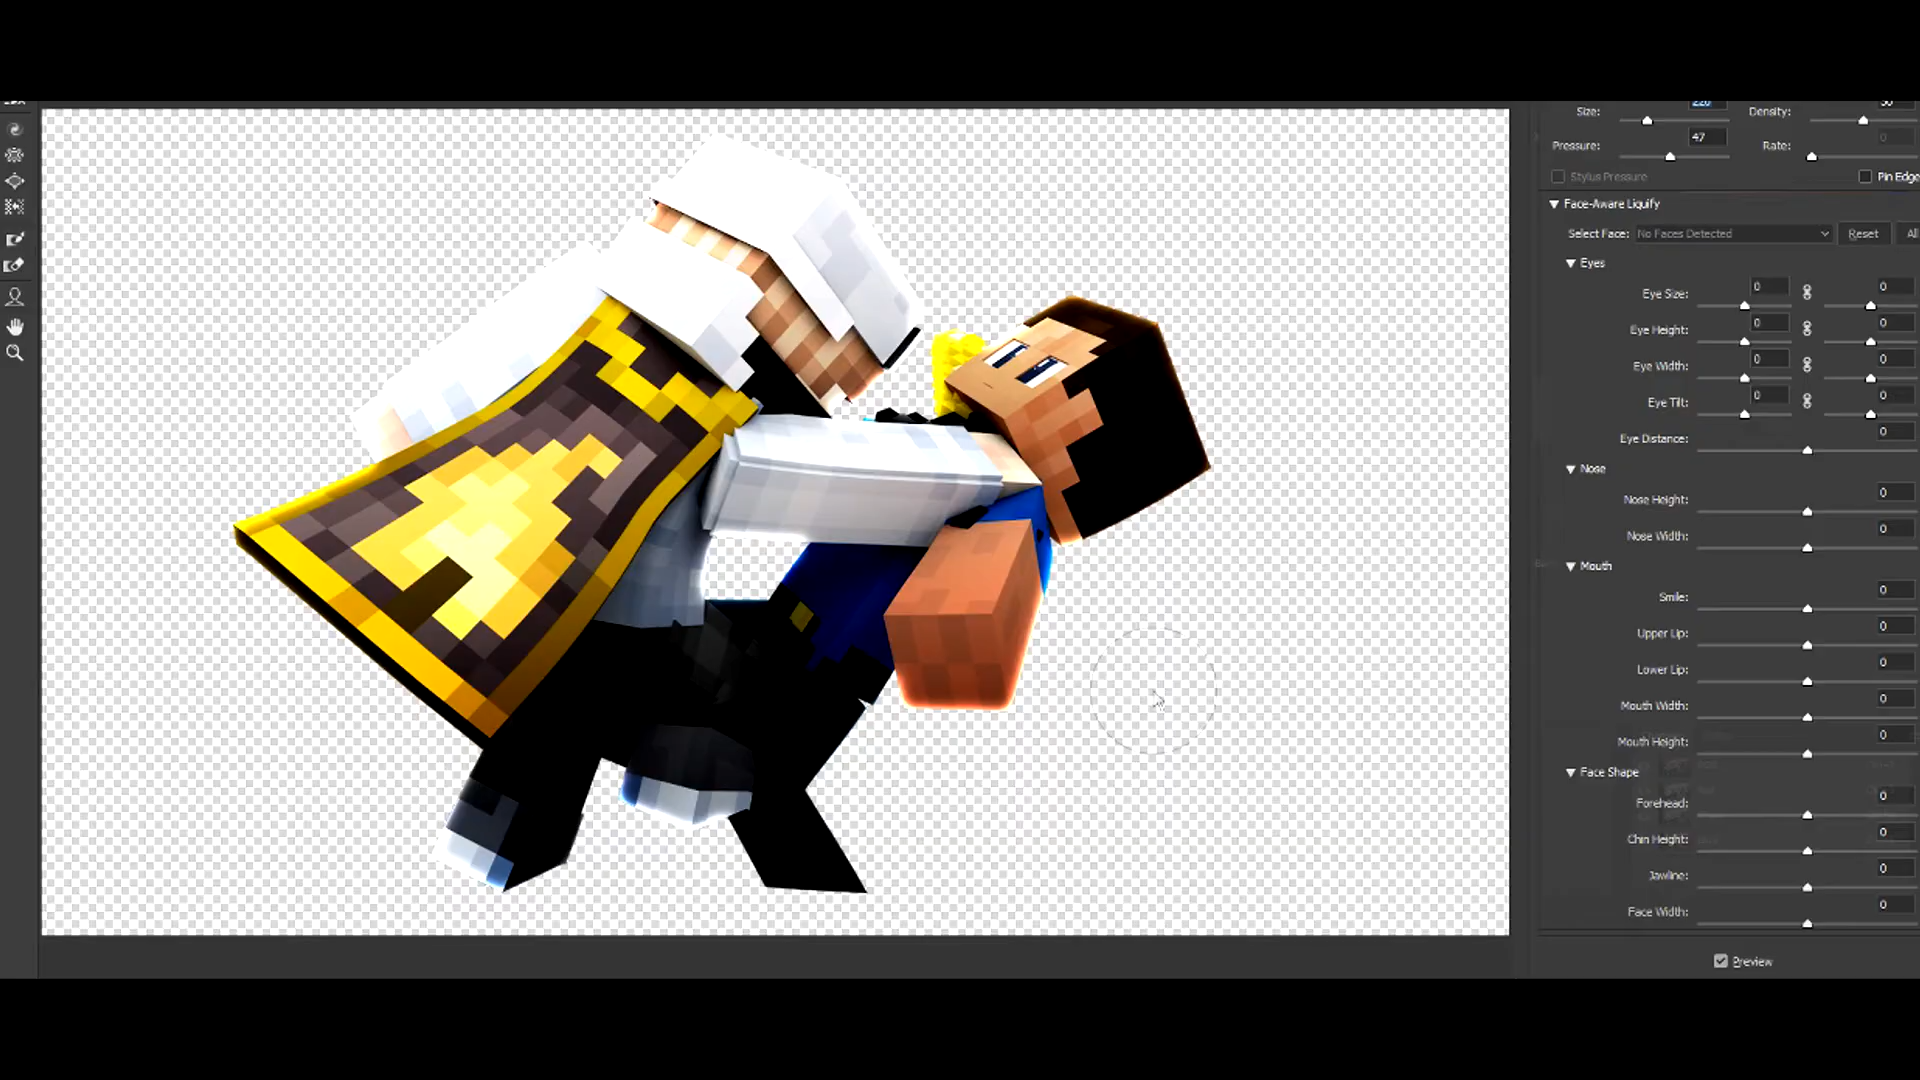 Size:
Density:
47
Pressure:
Rate:
0
Stylus Pressure
Pin Edge
Face-Aware Liquify
Select Face: No Faces Detected
Reset
All
Eyes
Eye Size: 0 0
Eye Height: 0 0
Eye Width: 0 0
Eye Tilt: 0 0
Eye Distance: 0
Nose
Nose Height: 0
Nose Width: 0
Mouth
Smile: 0
Upper Lip: 0
Lower Lip: 0
Mouth Width: 0
Mouth Height: 0
Face Shape
Forehead: 0
Chin Height: 0
Jawline: 0
Face Width: 0
Preview